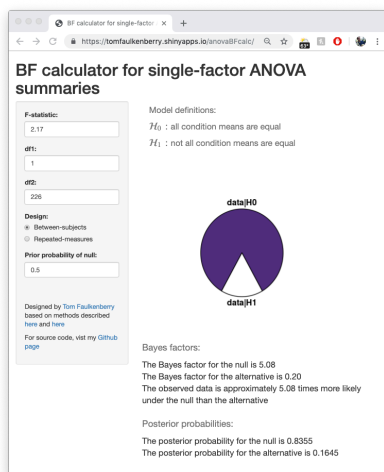 BF calculator for single-factor
https://tomfaulkenberry.shinyapps.io/anovaBFcalc/
83°
BF calculator for single-factor ANOVA
summaries
F-statistic:
2.17
df1:
1
df2:
226
Design:
Between-subjects
Repeated-measures
Prior probability of null:
0.5
Designed by Tom Faulkenberry
based on methods described
here and here
For source code, vist my Github
page
Model definitions:
H0 : all condition means are equal
H1 : not all condition means are equal
data|H0
data|H1
Bayes factors:
The Bayes factor for the null is 5.08
The Bayes factor for the alternative is 0.20
The observed data is approximately 5.08 times more likely
under the null than the alternative
Posterior probabilities:
The posterior probability for the null is 0.8355
The posterior probability for the alternative is 0.1645